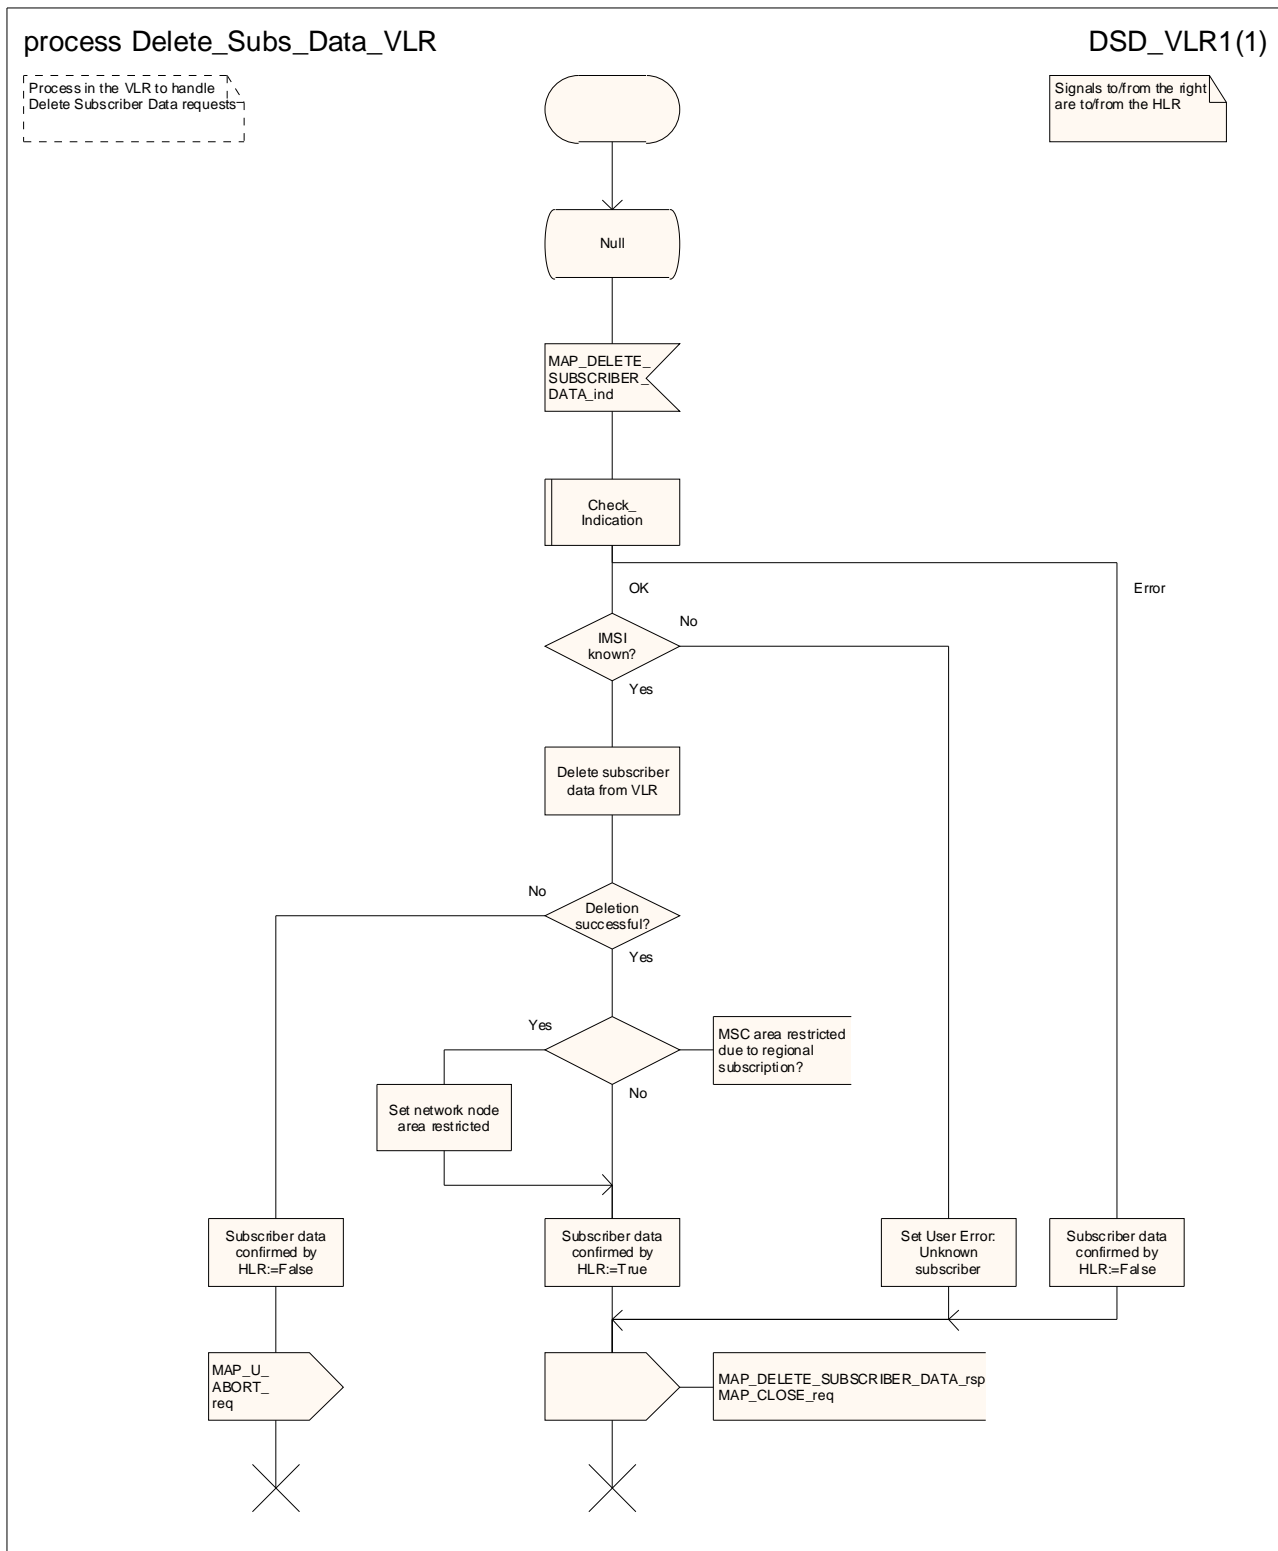 process Delete_Subs_Data_VLR
DSD_VLR1(1)
Process in the VLR to handle
Delete Subscriber Data requests
Signals to/from the right
are to/from the HLR
Null
MAP_DELETE_
SUBSCRIBER_
DATA_ind
Check_
Indication
OK
Error
IMSI
known?
No
Yes
Delete subscriber
data from VLR
Deletion
successful?
No
Yes
Yes
MSC area restricted
due to regional
subscription?
No
Set network node
area restricted
Subscriber data
confirmed by
HLR:=False
Subscriber data
confirmed by
HLR:=True
Set User Error:
Unknown
subscriber
Subscriber data
confirmed by
HLR:=False
MAP_U_
ABORT_
req
MAP_DELETE_SUBSCRIBER_DATA_rsp
MAP_CLOSE_req